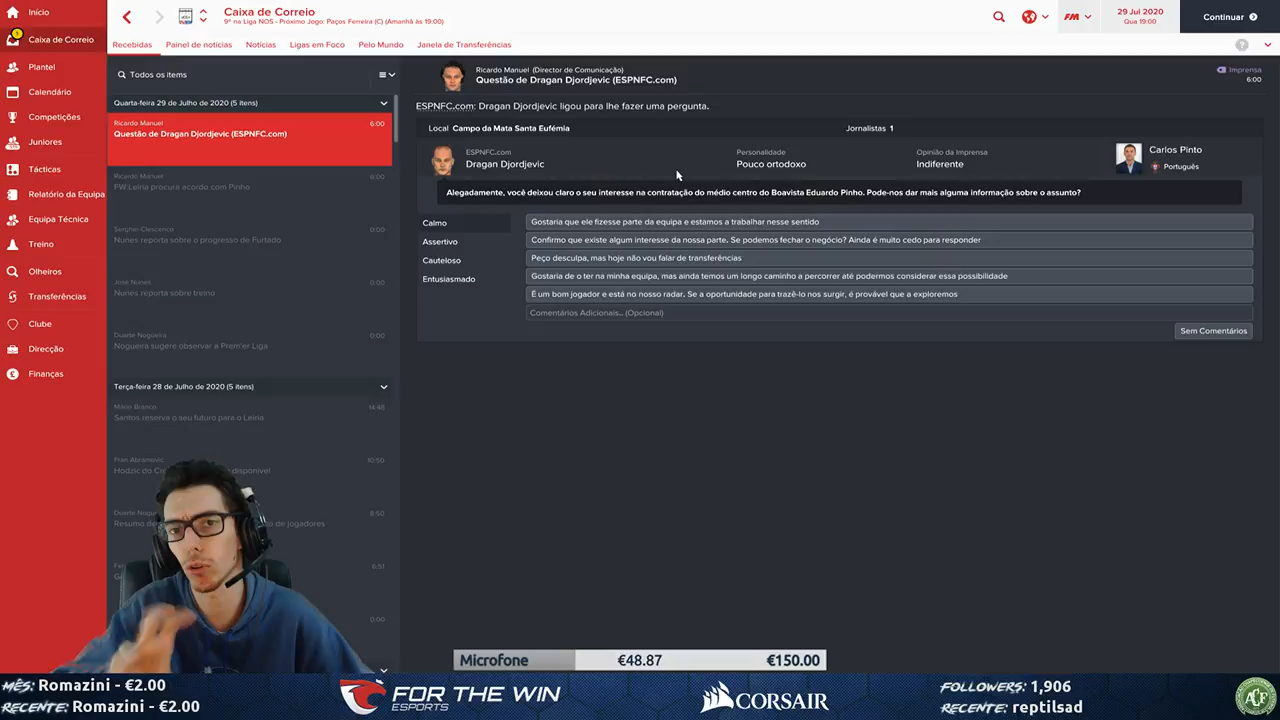 Início
Caixa de Correio
Plantel
Calendário
Competições
Juniores
Tácticas
Relatório da Equipa
Equipa Técnica
Treino
Olheiros
Transferências
Clube
Direcção
Finanças
Caixa de Correio
9º na Liga NOS - Próximo Jogo: Paços Ferreira (C) (Amanhã às 19:00)
FM
29 Jul 2020
Qua 19:00
Continuar
Recebidas
Painel de notícias
Notícias
Ligas em Foco
Pelo Mundo
Janela de Transferências
Todos os items
Quarta-feira 29 de Julho de 2020 (5 itens)
Ricardo Manuel 6:00
Questão de Dragan Djordjevic (ESPNFC.com)
Ricardo Manuel 6:00
FW:Leiria procura acordo com Pinho
Serghei Clescenco 0:00
Nunes reporta sobre o progresso de Furtado
José Nunes 0:00
Nunes reporta sobre treino
Duarte Nogueira 0:00
Nogueira sugere observar a Prem'er Liga
Terça-feira 28 de Julho de 2020 (5 itens)
Mário Branco 14:48
Santos reserva o seu futuro para o Leiria
Fran Abramović 10:50
Hodzic do disponível
8:50
Resumo de jogadores
6:51
0:00
Ricardo Manuel (Director de Comunicação)
Questão de Dragan Djordjevic (ESPNFC.com)
Imprensa
6:00
ESPNFC.com: Dragan Djordjevic ligou para lhe fazer uma pergunta.
Local Campo da Mata Santa Eufémia
Jornalistas 1
ESPNFC.com
Dragan Djordjevic
Personalidade
Pouco ortodoxo
Opinião da Imprensa
Indiferente
Carlos Pinto
Português
Alegadamente, você deixou claro o seu interesse na contratação do médio centro do Boavista Eduardo Pinho. Pode-nos dar mais alguma informação sobre o assunto?
Calmo
Assertivo
Cauteloso
Entusiasmado
Gostaria que ele fizesse parte da equipa e estamos a trabalhar nesse sentido
Confirmo que existe algum interesse da nossa parte. Se podemos fechar o negócio? Ainda é muito cedo para responder
Peço desculpa, mas hoje não vou falar de transferências
Gostaria de o ter na minha equipa, mas ainda temos um longo caminho a percorrer até podermos considerar essa possibilidade
É um bom jogador e está no nosso radar. Se a oportunidade para trazê-lo nos surgir, é provável que a exploremos
Comentários Adicionais... (Opcional)
Sem Comentários
Microfone €48.87 €150.00
MÊS: Romazini - €2.00
RECENTE: Romazini - €2.00
FOR THE WIN
ESPORTS
CORSAIR
FOLLOWERS: 1,906
RECENTE: reptilsad